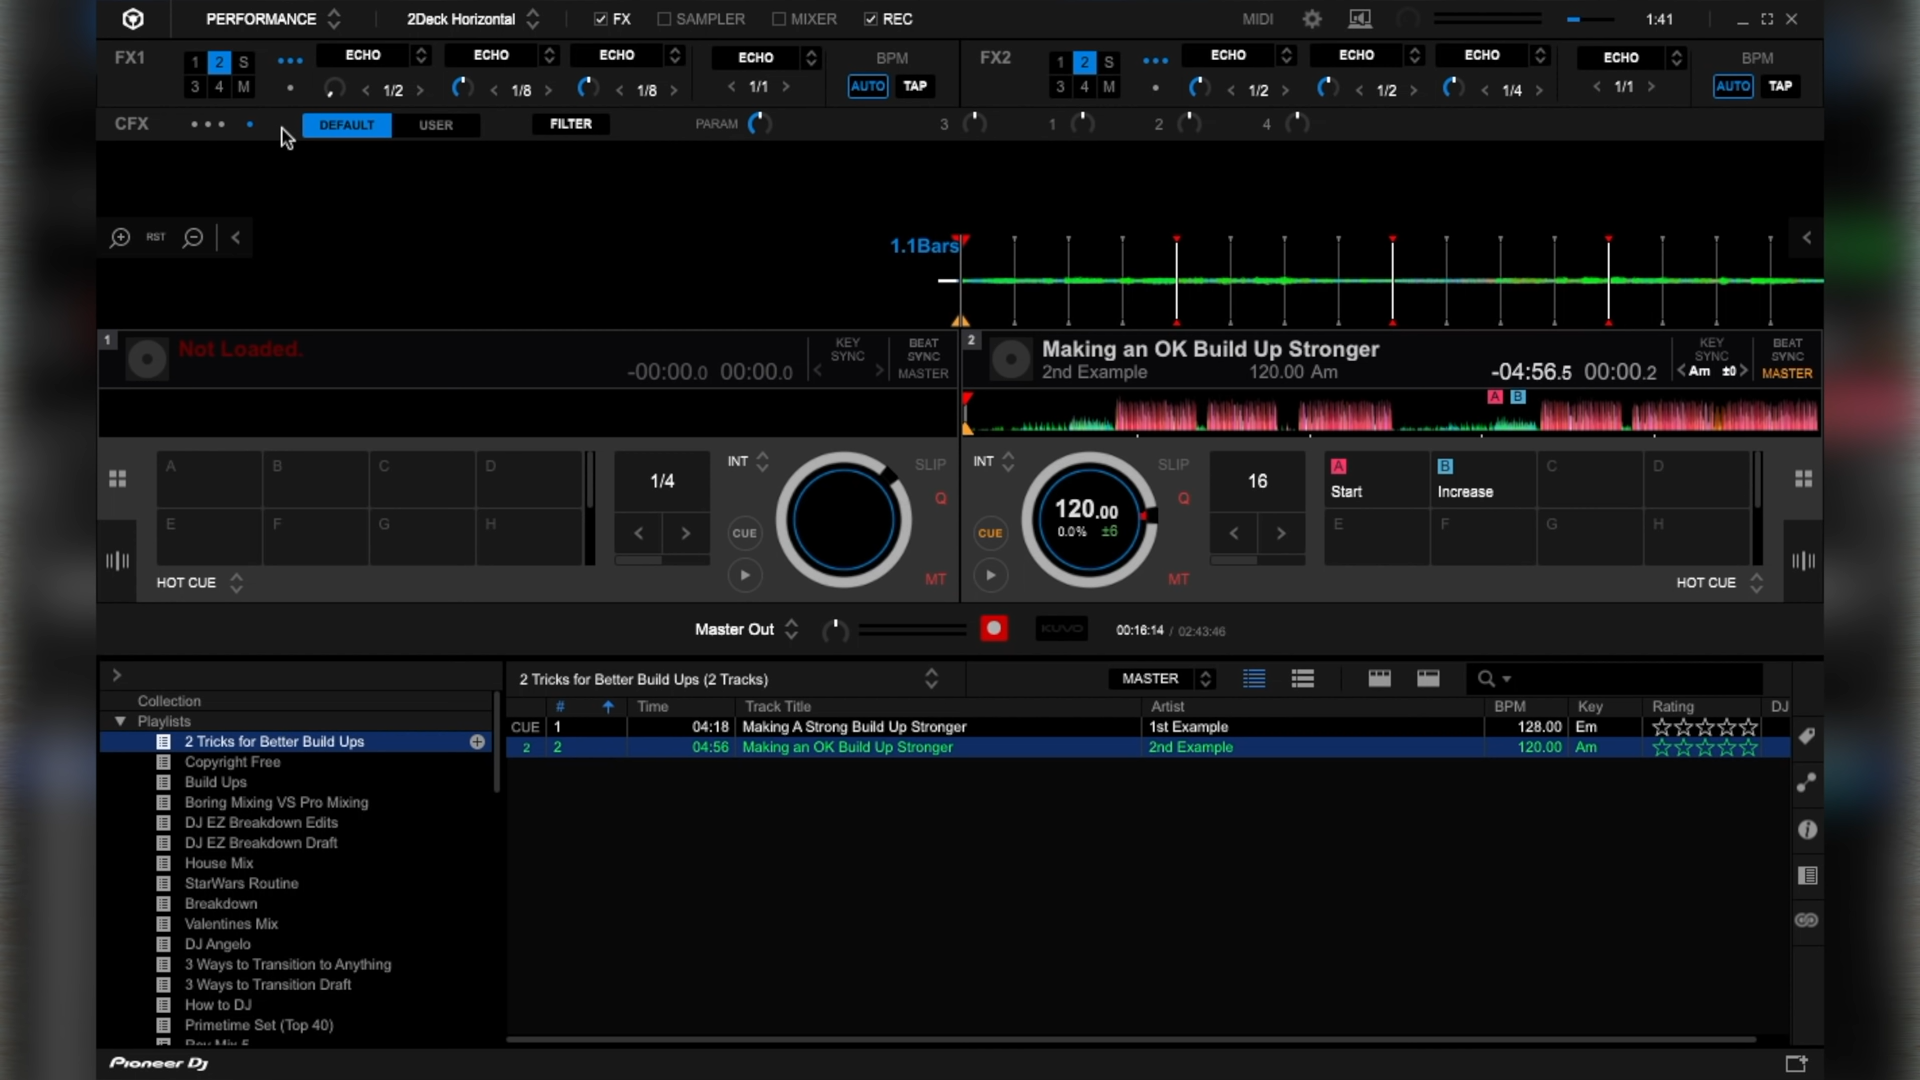 PERFORMANCE 2Deck Horizontal FX SAMPLER MIXER REC MIDI 1:41
FX1 1 2 S ECHO ECHO ECHO ECHO BPM FX2 1 2 S ECHO ECHO ECHO ECHO BPM
3 4 M < 1/2 > < 1/8 > < 1/8 > < 1/1 > AUTO TAP 3 4 M < 1/2 > < 1/2 > < 1/4 > < 1/1 > AUTO TAP
CFX DEFAULT USER FILTER PARAM 3 1 2 4
RST
1.1Bars
1 Not Loaded. KEY SYNC BEAT SYNC 2 Making an OK Build Up Stronger KEY SYNC BEAT SYNC
-00:00.0 00:00.0 MASTER 2nd Example 120.00 Am -04:56.5 00:00.2 Am ±0 MASTER
A B
A B C D 1/4 INT SLIP INT SLIP 16 A Start B Increase C D
Q 120.00 Q
E F G H < > CUE CUE 0.0% ±6 < > E F G H
HOT CUE MT MT HOT CUE
Master Out KUVO 00:16:14 / 02:43:46
2 Tricks for Better Build Ups (2 Tracks) MASTER
Collection # Time Track Title Artist BPM Key Rating DJ
Playlists CUE 1 04:18 Making A Strong Build Up Stronger 1st Example 128.00 Em
2 Tricks for Better Build Ups 2 2 04:56 Making an OK Build Up Stronger 2nd Example 120.00 Am
Copyright Free
Build Ups
Boring Mixing VS Pro Mixing
DJ EZ Breakdown Edits
DJ EZ Breakdown Draft
House Mix
StarWars Routine
Breakdown
Valentines Mix
DJ Angelo
3 Ways to Transition to Anything
3 Ways to Transition Draft
How to DJ
Primetime Set (Top 40)
Pioneer Dj